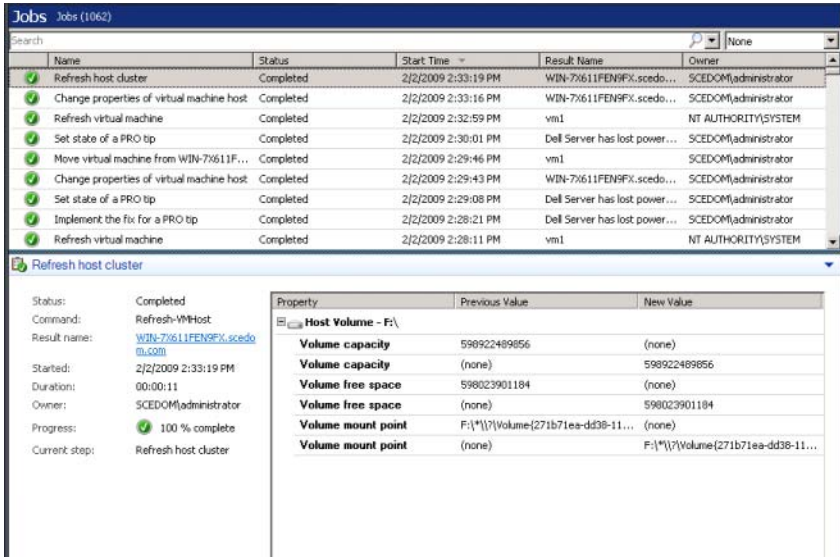 Jobs Jobs (1062)
Search None
Name Status Start Time Result Name Owner
Refresh host cluster Completed 2/2/2009 2:33:19 PM WIN-7X611FEN9FX.scedo... SCEDOM\administrator
Change properties of virtual machine host Completed 2/2/2009 2:33:16 PM WIN-7X611FEN9FX.scedo... SCEDOM\administrator
Refresh virtual machine Completed 2/2/2009 2:32:59 PM vm1 NT AUTHORITY\SYSTEM
Set state of a PRO tip Completed 2/2/2009 2:30:01 PM Dell Server has lost power... SCEDOM\administrator
Move virtual machine from WIN-7X611F... Completed 2/2/2009 2:29:46 PM vm1 SCEDOM\administrator
Change properties of virtual machine host Completed 2/2/2009 2:29:43 PM WIN-7X611FEN9FX.scedo... SCEDOM\administrator
Set state of a PRO tip Completed 2/2/2009 2:29:08 PM Dell Server has lost power... SCEDOM\administrator
Implement the fix for a PRO tip Completed 2/2/2009 2:28:21 PM Dell Server has lost power... SCEDOM\administrator
Refresh virtual machine Completed 2/2/2009 2:28:11 PM vm1 NT AUTHORITY\SYSTEM
Refresh host cluster
Status: Completed
Command: Refresh-VMHost
Result name: WIN-7X611FEN9FX.scedo
m.com
Started: 2/2/2009 2:33:19 PM
Duration: 00:00:11
Owner: SCEDOM\administrator
Progress: 100 % complete
Current step: Refresh host cluster
Property Previous Value New Value
Host Volume - F:\
Volume capacity 598922489856 (none)
Volume capacity (none) 598922489856
Volume free space 598023901184 (none)
Volume free space (none) 598023901184
Volume mount point F:\*\\?\Volume{271b71ea-dd38-11... (none)
Volume mount point (none) F:\*\\?\Volume{271b71ea-dd38-11...